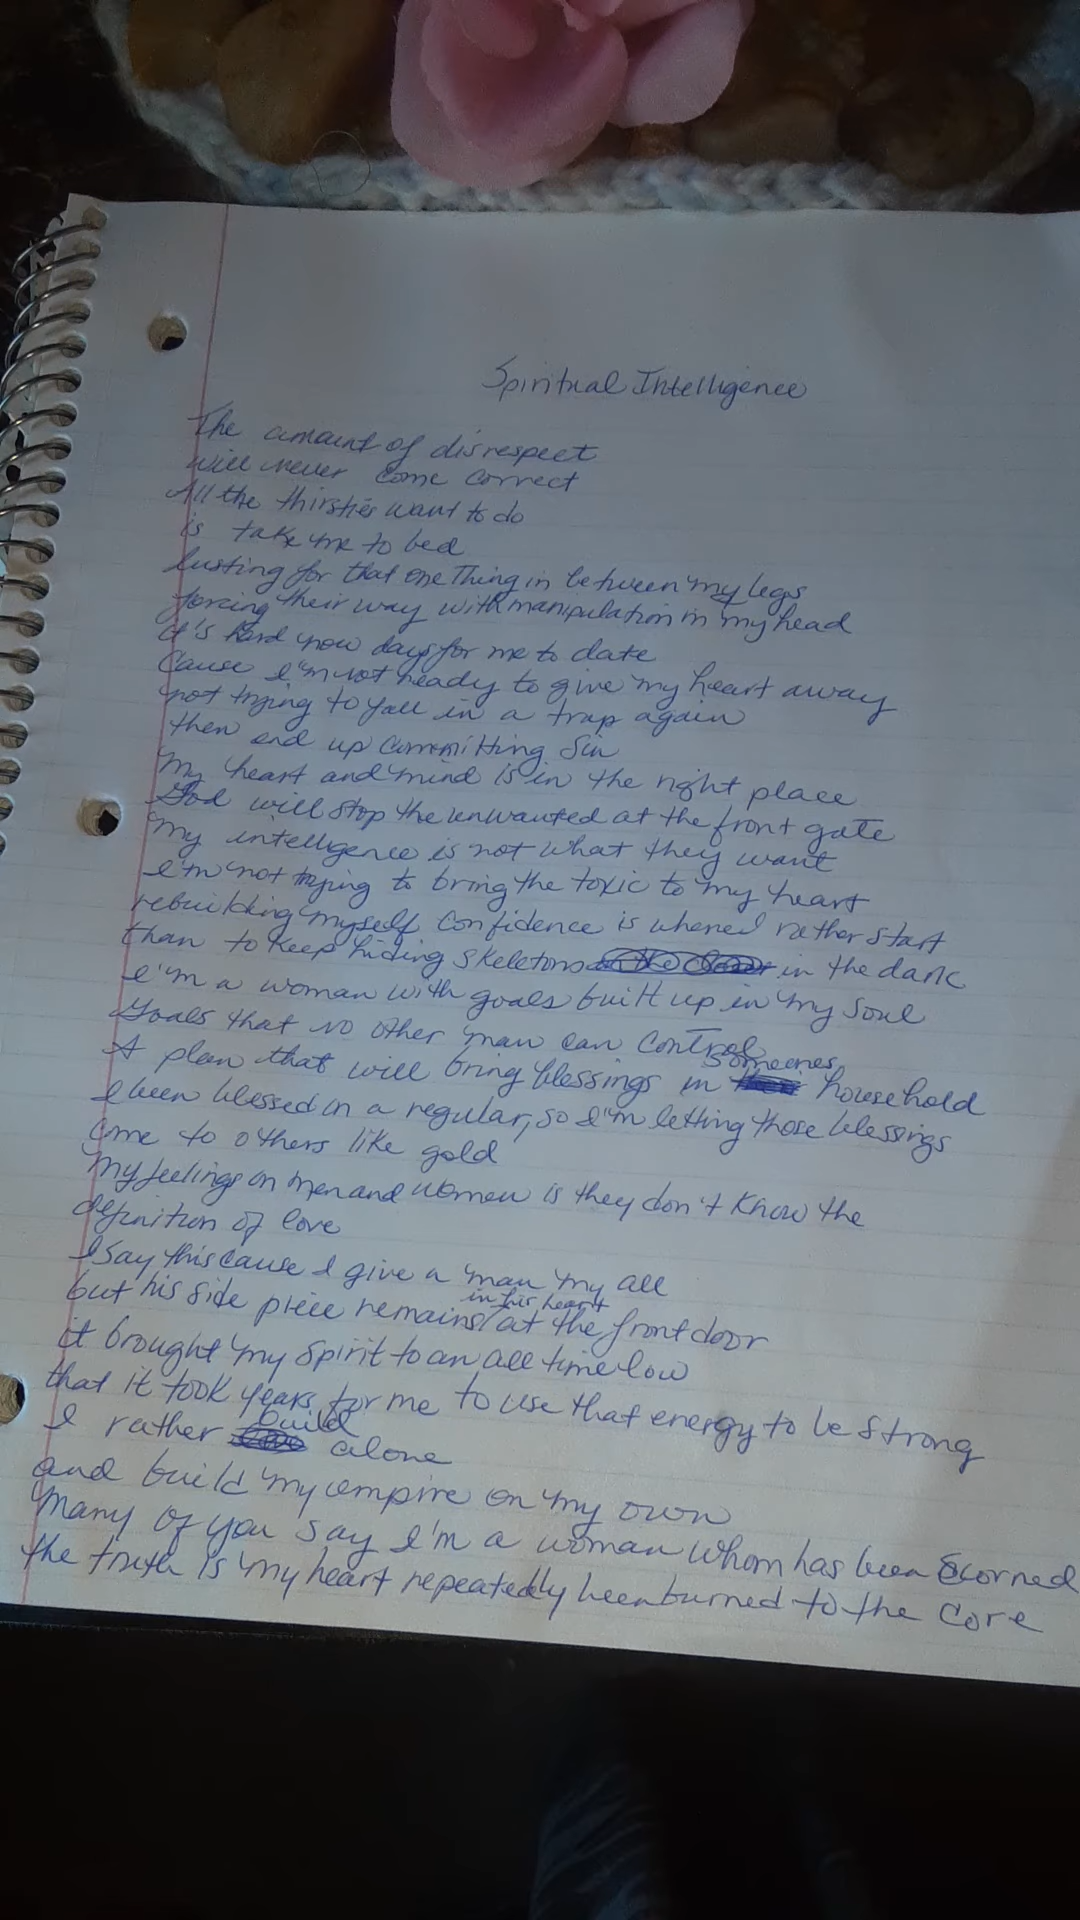 Spiritual Intelligence
The amount of disrespect
will never come correct
All the thirsties want to do
is take me to bed
Lusting for that one Thing in between my legs
forcing their way with manipulation in my head
it's hard now days for me to date
Cause I'm not ready to give my heart away
not trying to fall in a trap again
then end up committing Sin
My heart and mind is in the right place
God will stop the unwanted at the front gate
My intelligence is not what they want
I'm not trying to bring the toxic to my heart
rebuilding myself confidence is where I rather start
than to keep hiding skeletons in the dark
I'm a woman with goals built up in my soul
Goals that no other man can control
A plan that will bring blessings in someones household
I been blessed on a regular, so I'm letting those blessings
come to others like gold
My feelings on men and women is they don't know the
definition of love
I say this cause I give a man my all
but his side piece remains in his heart at the front door
it brought my spirit to an all time low
that it took years for me to use that energy to be strong
I rather build alone
and build my empire on my own
Many of you say I'm a woman whom has been scorned
the truth is my heart repeatedly been burned to the core